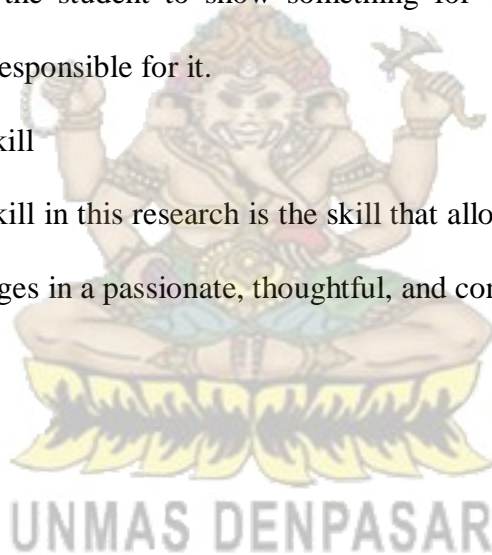 the student to show something for
esponsible for it.
kill
kill in this research is the skill that allo
ges in a passionate, thoughtful, and con
UNMAS DENPASAR